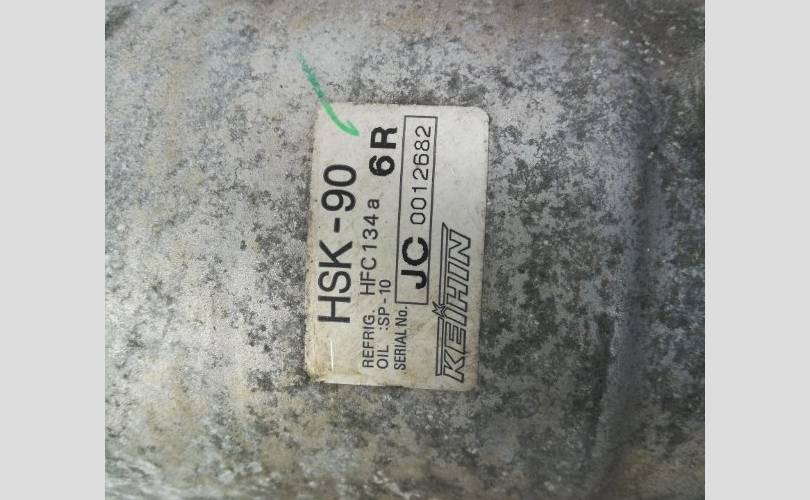 HSK-90
REFRIG. HFC134a
OIL :SP-10 6R
SERIAL No. JC 0012682
KEIHIN